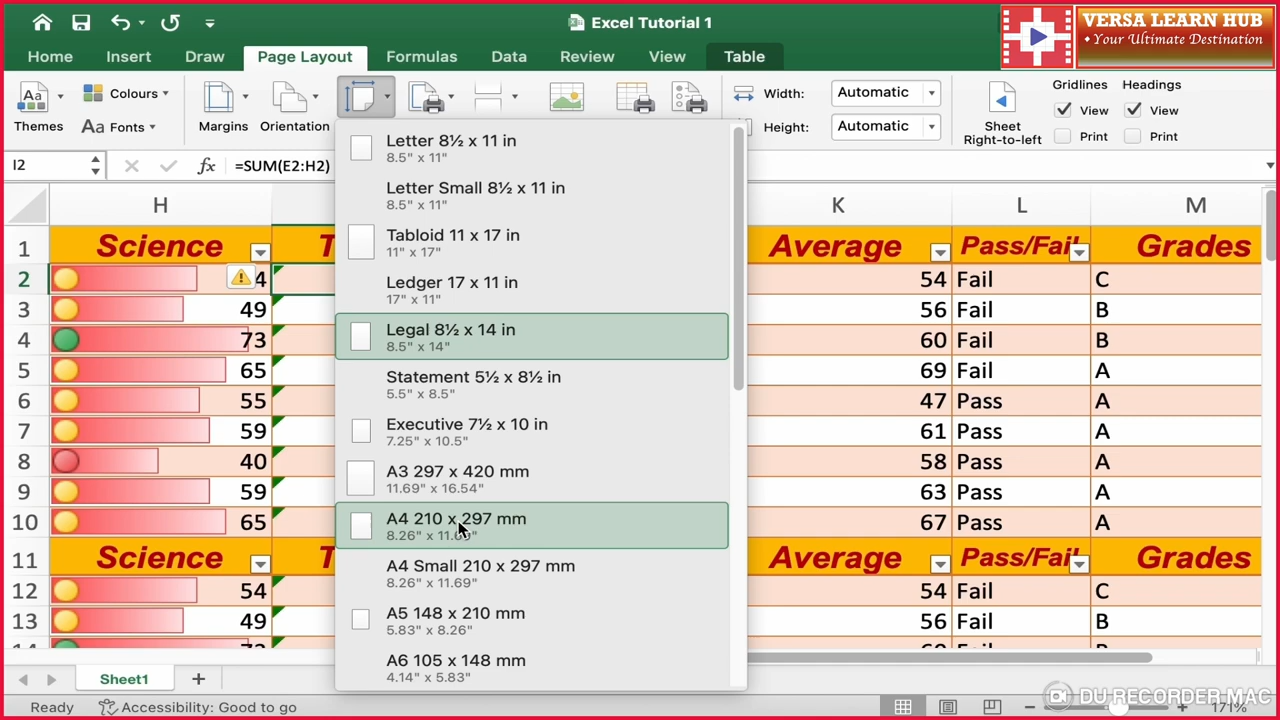 Excel Tutorial 1
VERSA LEARN HUB
• Your Ultimate Destination
Home Insert Draw Page Layout Formulas Data Review View Table
Themes
Colours
Aa Fonts
Margins
Orientation
Width: Automatic
Height: Automatic
Sheet
Right-to-left
Gridlines
View
Print
Headings
View
Print
I2 fx =SUM(E2:H2)
Letter 8½ x 11 in
8.5" x 11"
Letter Small 8½ x 11 in
8.5" x 11"
Tabloid 11 x 17 in
11" x 17"
Ledger 17 x 11 in
17" x 11"
Legal 8½ x 14 in
8.5" x 14"
Statement 5½ x 8½ in
5.5" x 8.5"
Executive 7½ x 10 in
7.25" x 10.5"
A3 297 x 420 mm
11.69" x 16.54"
A4 210 x 297 mm
8.26" x 11.69"
A4 Small 210 x 297 mm
8.26" x 11.69"
A5 148 x 210 mm
5.83" x 8.26"
A6 105 x 148 mm
4.14" x 5.83"
H K L M
1 Science T Average Pass/Fail Grades
2 4 54 Fail C
3 49 56 Fail B
4 73 60 Fail B
5 65 69 Fail A
6 55 47 Pass A
7 59 61 Pass A
8 40 58 Pass A
9 59 63 Pass A
10 65 67 Pass A
11 Science T Average Pass/Fail Grades
12 54 54 Fail C
13 49 56 Fail B
Sheet1
Ready Accessibility: Good to go
DU RECORDER MAC
171%